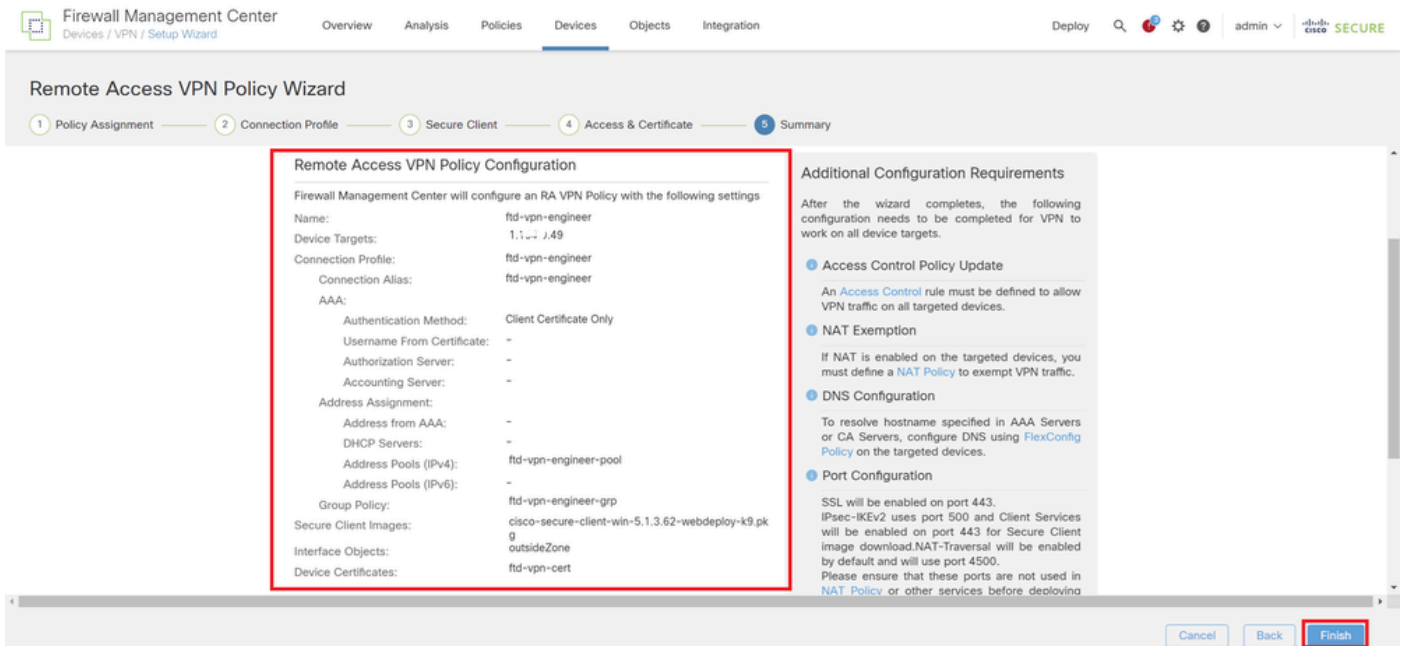 Firewall Management Center
Devices / VPN / Setup Wizard
Overview Analysis Policies Devices Objects Integration
Deploy admin cisco SECURE
Remote Access VPN Policy Wizard
1 Policy Assignment 2 Connection Profile 3 Secure Client 4 Access & Certificate 5 Summary
Remote Access VPN Policy Configuration
Firewall Management Center will configure an RA VPN Policy with the following settings
Name: ftd-vpn-engineer
Device Targets: .49
Connection Profile: ftd-vpn-engineer
Connection Alias: ftd-vpn-engineer
AAA:
Authentication Method: Client Certificate Only
Username From Certificate: –
Authorization Server: –
Accounting Server: –
Address Assignment:
Address from AAA: –
DHCP Servers: –
Address Pools (IPv4): ftd-vpn-engineer-pool
Address Pools (IPv6): –
Group Policy: ftd-vpn-engineer-grp
Secure Client Images: cisco-secure-client-win-5.1.3.62-webdeploy-k9.pk
g
Interface Objects: outsideZone
Device Certificates: ftd-vpn-cert
Additional Configuration Requirements
After the wizard completes, the following
configuration needs to be completed for VPN to
work on all device targets.
Access Control Policy Update
An Access Control rule must be defined to allow
VPN traffic on all targeted devices.
NAT Exemption
If NAT is enabled on the targeted devices, you
must define a NAT Policy to exempt VPN traffic.
DNS Configuration
To resolve hostname specified in AAA Servers
or CA Servers, configure DNS using FlexConfig
Policy on the targeted devices.
Port Configuration
SSL will be enabled on port 443.
IPsec-IKEv2 uses port 500 and Client Services
will be enabled on port 443 for Secure Client
image download.NAT-Traversal will be enabled
by default and will use port 4500.
Please ensure that these ports are not used in
NAT Policy or other services before deploying
Cancel Back Finish